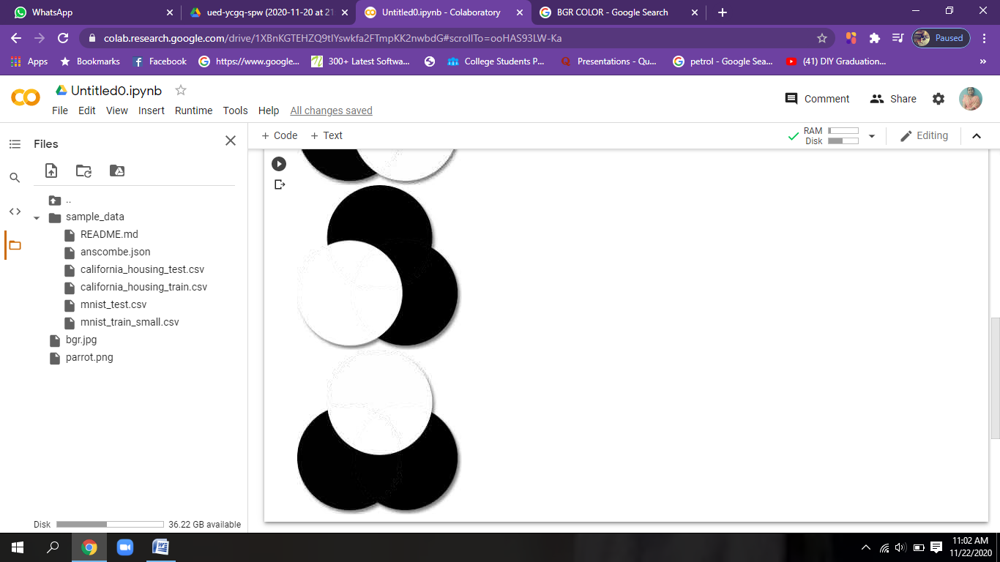 WhatsApp
ued-ycgq-spw (2020-11-20 at 21
Untitled0.ipynb - Colaboratory
BGR COLOR - Google Search
colab.research.google.com/drive/1XBnKGTEHZQ9tIYswkfa2FTmpKK2nwbdG#scrollTo=ooHAS93LW-Ka
Paused
Apps Bookmarks Facebook https://www.google... 300+ Latest Softwa... College Students P... Presentations - Qu... petrol - Google Sea... (41) DIY Graduation... »
Untitled0.ipynb
Comment Share
File Edit View Insert Runtime Tools Help All changes saved
Files
+ Code + Text
RAM
Disk
Editing
..
sample_data
README.md
anscombe.json
california_housing_test.csv
california_housing_train.csv
mnist_test.csv
mnist_train_small.csv
bgr.jpg
parrot.png
Disk 36.22 GB available
11:02 AM
11/22/2020